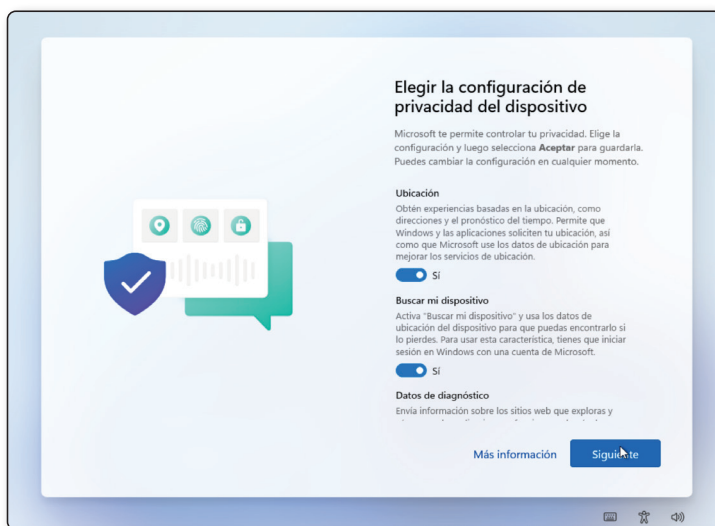 Elegir la configuración de
privacidad del dispositivo
Microsoft te permite controlar tu privacidad. Elige la
configuración y luego selecciona Aceptar para guardarla.
Puedes cambiar la configuración en cualquier momento.
Ubicación
Obtén experiencias basadas en la ubicación, como
direcciones y el pronóstico del tiempo. Permite que
Windows y las aplicaciones soliciten tu ubicación, así
como que Microsoft use los datos de ubicación para
mejorar los servicios de ubicación.
Sí
Buscar mi dispositivo
Activa "Buscar mi dispositivo" y usa los datos de
ubicación del dispositivo para que puedas encontrarlo si
lo pierdes. Para usar esta característica, tienes que iniciar
sesión en Windows con una cuenta de Microsoft.
Sí
Datos de diagnóstico
Envía información sobre los sitios web que exploras y
Más información
Siguiente